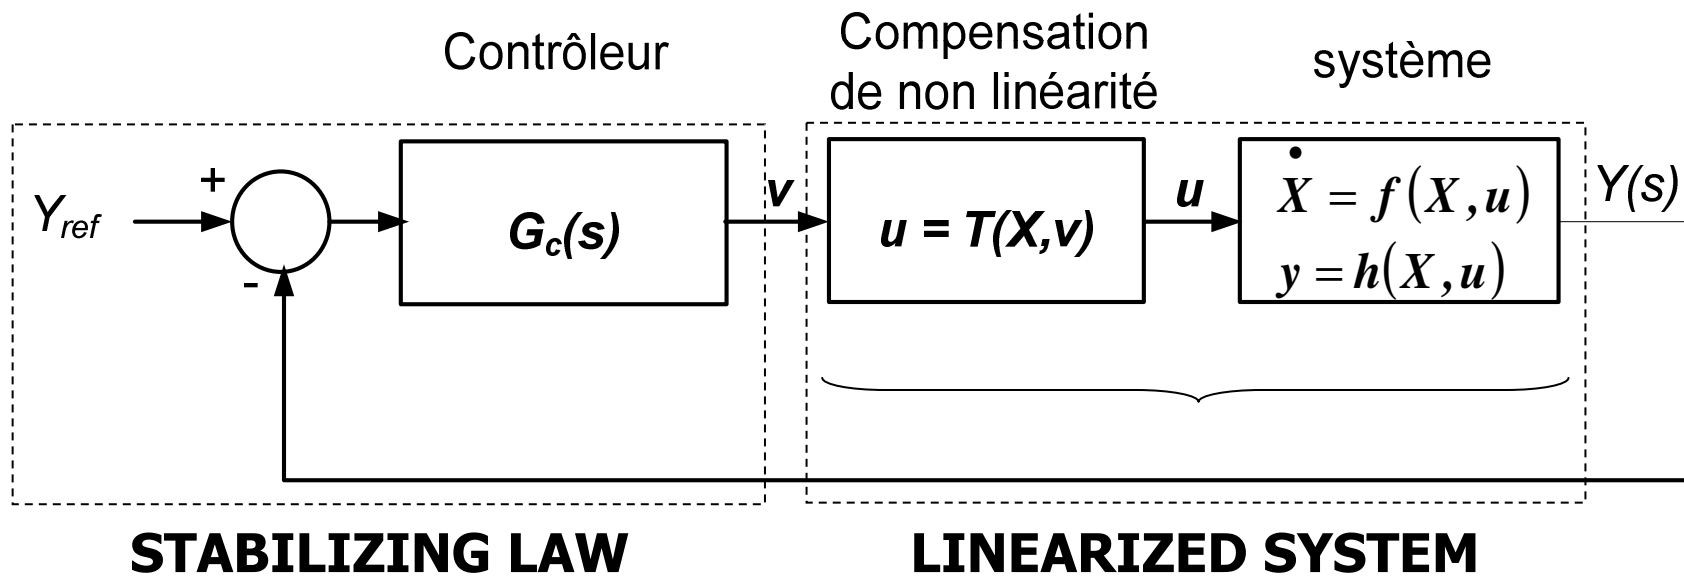 Contrôleur
Compensation
de non linéarité
système
Y_ref
+
-
G_c(s)
v
u = T(X,v)
u
Ẋ = f(X,u)
y = h(X,u)
Y(s)
STABILIZING LAW
LINEARIZED SYSTEM